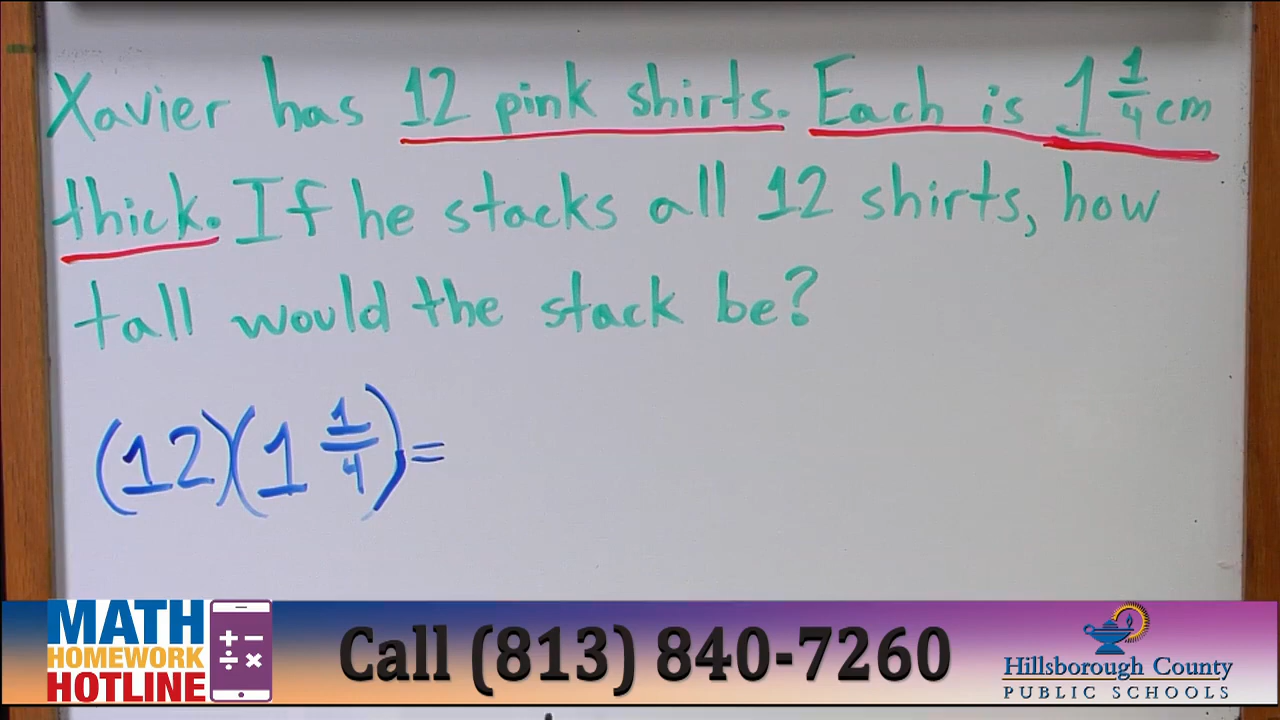 Xavier has 12 pink shirts. Each is 1 1/4 cm
thick. If he stacks all 12 shirts, how
tall would the stack be?
(12)(1 1/4)=
MATH
HOMEWORK
HOTLINE
+ −
÷ ×
Call (813) 840-7260
Hillsborough County
PUBLIC SCHOOLS